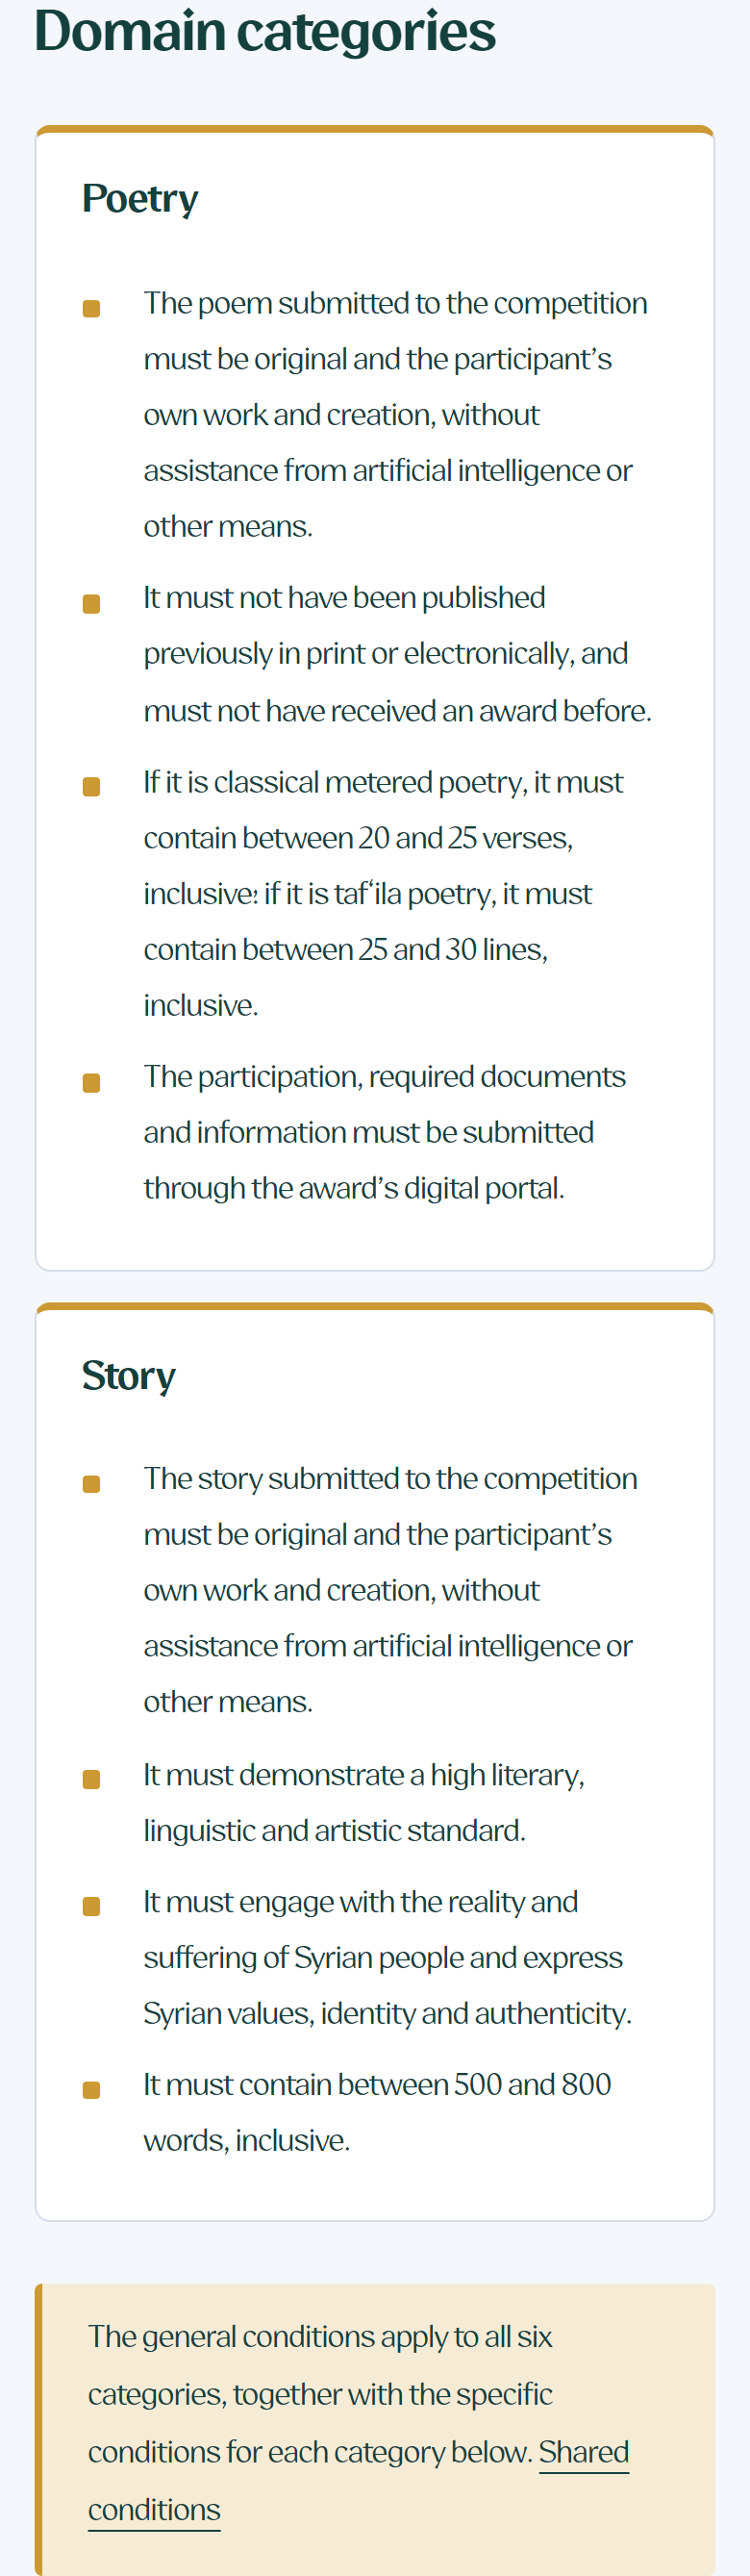 Domain categories
Poetry
The poem submitted to the competition
must be original and the participant’s
own work and creation, without
assistance from artificial intelligence or
other means.
It must not have been published
previously in print or electronically, and
must not have received an award before.
If it is classical metered poetry, it must
contain between 20 and 25 verses,
inclusive؛ if it is taf‘ila poetry, it must
contain between 25 and 30 lines,
inclusive.
The participation, required documents
and information must be submitted
through the award’s digital portal.
Story
The story submitted to the competition
must be original and the participant’s
own work and creation, without
assistance from artificial intelligence or
other means.
It must demonstrate a high literary,
linguistic and artistic standard.
It must engage with the reality and
suffering of Syrian people and express
Syrian values, identity and authenticity.
It must contain between 500 and 800
words, inclusive.
The general conditions apply to all six
categories, together with the specific
conditions for each category below. Shared
conditions